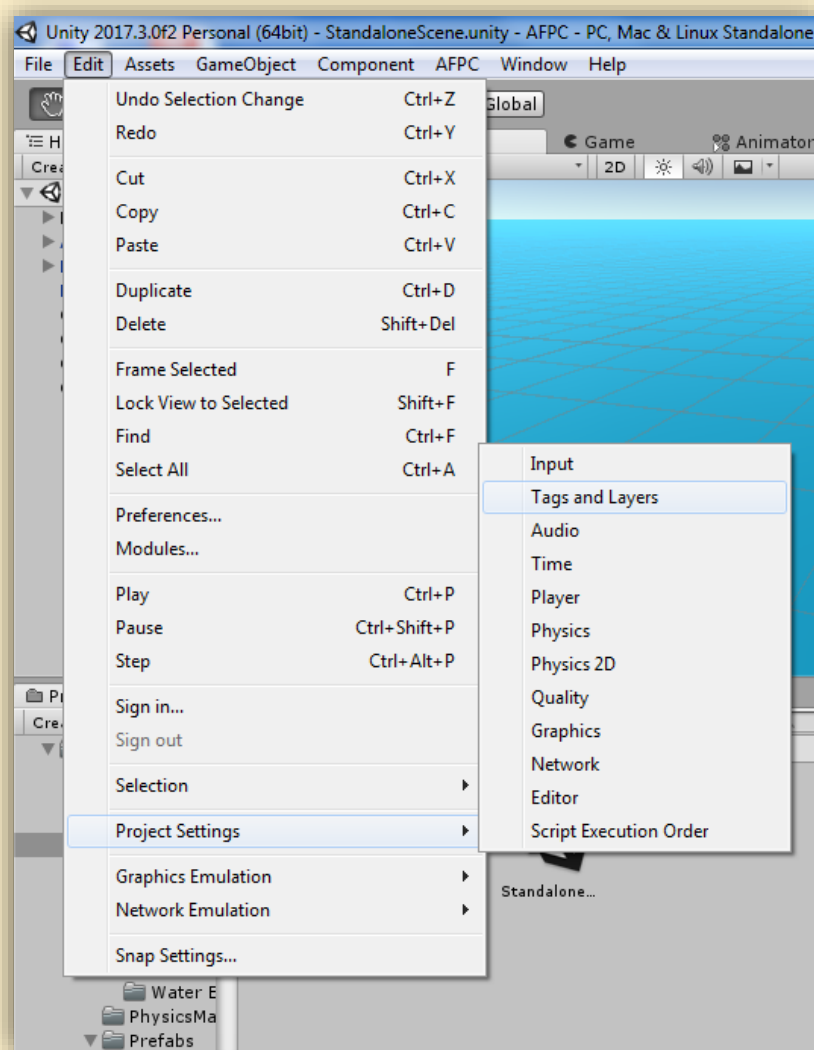 Unity 2017.3.0f2 Personal (64bit) - StandaloneScene.unity - AFPC - PC, Mac & Linux Standalone
File Edit Assets GameObject Component AFPC Window Help
Global
Game Animator
2D
Undo Selection Change Ctrl+Z
Redo Ctrl+Y
Cut Ctrl+X
Copy Ctrl+C
Paste Ctrl+V
Duplicate Ctrl+D
Delete Shift+Del
Frame Selected F
Lock View to Selected Shift+F
Find Ctrl+F
Select All Ctrl+A
Preferences...
Modules...
Play Ctrl+P
Pause Ctrl+Shift+P
Step Ctrl+Alt+P
Sign in...
Sign out
Selection
Project Settings
Graphics Emulation
Network Emulation
Snap Settings...
Input
Tags and Layers
Audio
Time
Player
Physics
Physics 2D
Quality
Graphics
Network
Editor
Script Execution Order
Standalone...
Water E
PhysicsMa
Prefabs